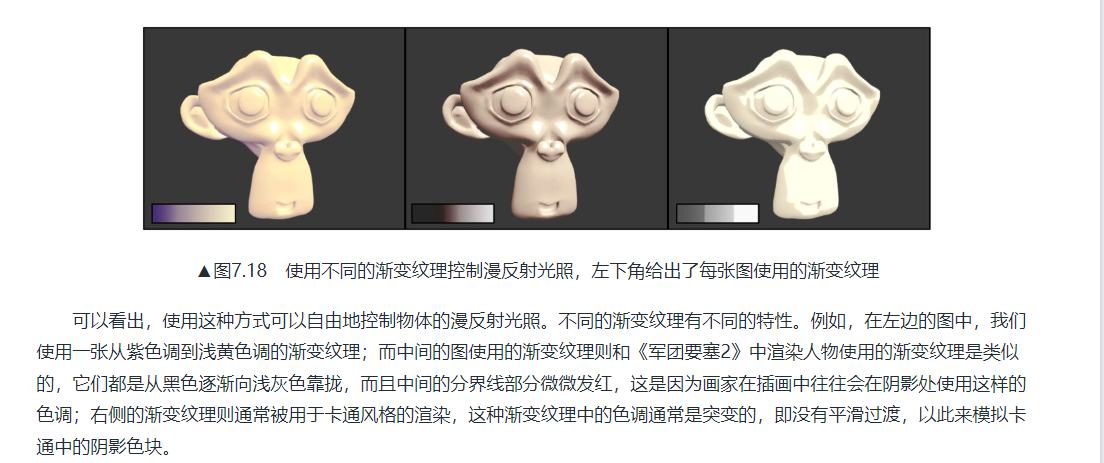 ▲图7.18 使用不同的渐变纹理控制漫反射光照，左下角给出了每张图使用的渐变纹理
可以看出，使用这种方式可以自由地控制物体的漫反射光照。不同的渐变纹理有不同的特性。例如，在左边的图中，我们
使用一张从紫色调到浅黄色调的渐变纹理；而中间的图使用的渐变纹理则和《军团要塞2》中渲染人物使用的渐变纹理是类似
的，它们都是从黑色逐渐向浅灰色靠拢，而且中间的分界线部分微微发红，这是因为画家在插画中往往会在阴影处使用这样的
色调；右侧的渐变纹理则通常被用于卡通风格的渲染，这种渐变纹理中的色调通常是突变的，即没有平滑过渡，以此来模拟卡
通中的阴影色块。